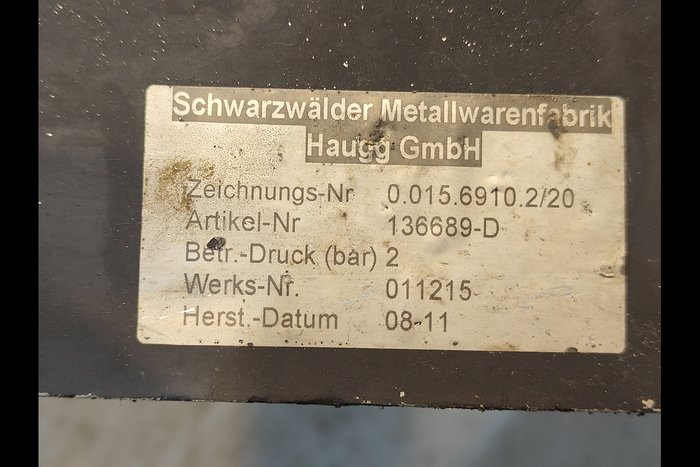 Schwarzwälder Metallwarenfabrik
Haugg GmbH
Zeichnungs-Nr 0.015.6910.2/20
Artikel-Nr 136689-D
Betr.-Druck (bar) 2
Werks-Nr. 011215
Herst.-Datum 08-11